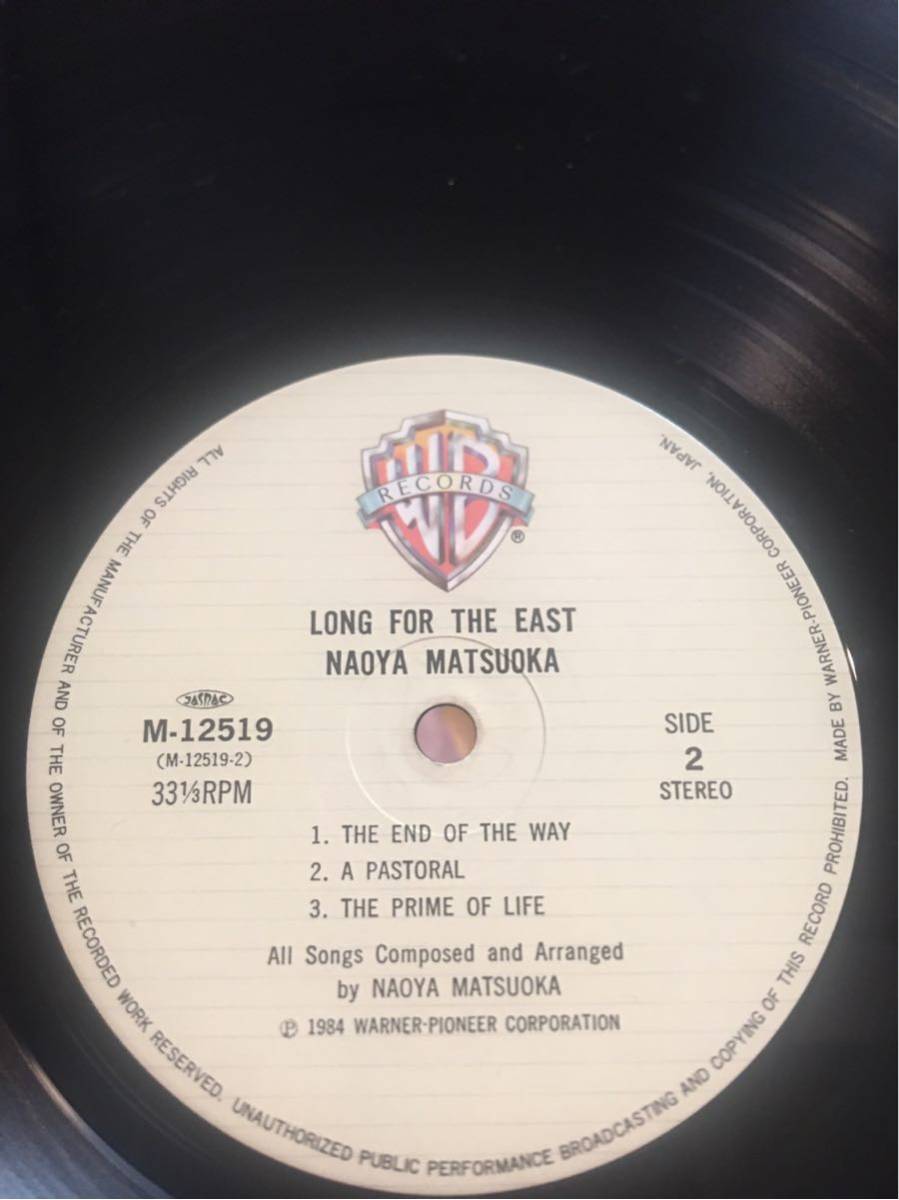 WB
RECORDS
®
LONG FOR THE EAST
NAOYA MATSUOKA
JASRAC
M-12519
(M-12519-2)
33⅓RPM
SIDE
2
STEREO
1. THE END OF THE WAY
2. A PASTORAL
3. THE PRIME OF LIFE
All Songs Composed and Arranged
by NAOYA MATSUOKA
℗ 1984 WARNER-PIONEER CORPORATION
ALL RIGHTS OF THE MANUFACTURER AND OF THE OWNER OF THE RECORDED WORK RESERVED. UNAUTHORIZED PUBLIC PERFORMANCE BROADCASTING AND COPYING OF THIS RECORD PROHIBITED. MADE BY WARNER-PIONEER CORPORATION, JAPAN.